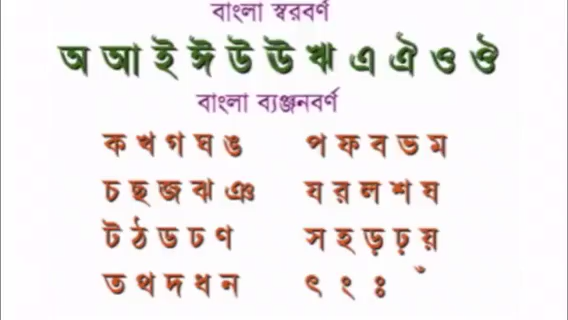 বাংলা স্বরবর্ণ
অ আ ই ঈ উ ঊ ঋ এ ঐ ও ঔ
বাংলা ব্যঞ্জনবর্ণ
ক খ গ ঘ ঙ প ফ ব ভ ম
চ ছ জ ঝ ঞ য র ল শ ষ
ট ঠ ড ঢ ণ স হ ড় ঢ় য়
ত থ দ ধ ন ৎ ং ঃ ঁ